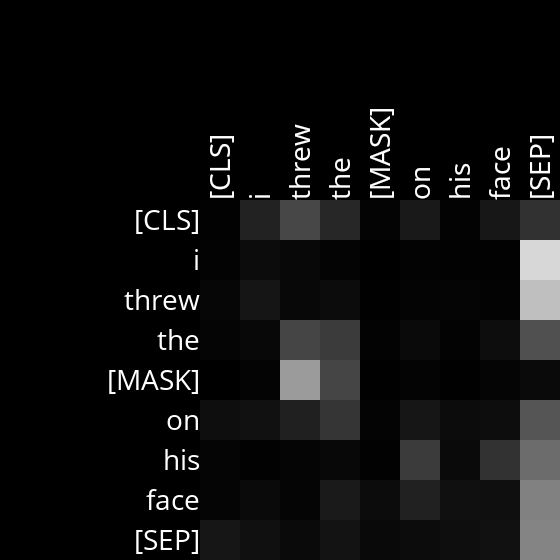 [CLS] i threw the [MASK] on his face [SEP]
[CLS]
i
threw
the
[MASK]
on
his
face
[SEP]